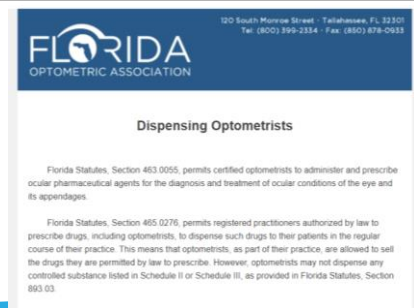 120 South Monroe Street · Tallahassee, FL 32301
Tel: (800) 399-2334 · Fax: (850) 878-0933
FLORIDA
OPTOMETRIC ASSOCIATION
Dispensing Optometrists
Florida Statutes, Section 463.0055, permits certified optometrists to administer and prescribe
ocular pharmaceutical agents for the diagnosis and treatment of ocular conditions of the eye and
its appendages.
Florida Statutes, Section 465.0276, permits registered practitioners authorized by law to
prescribe drugs, including optometrists, to dispense such drugs to their patients in the regular
course of their practice. This means that optometrists, as part of their practice, are allowed to sell
the drugs they are permitted by law to prescribe. However, optometrists may not dispense any
controlled substance listed in Schedule II or Schedule III, as provided in Florida Statutes, Section
893.03.